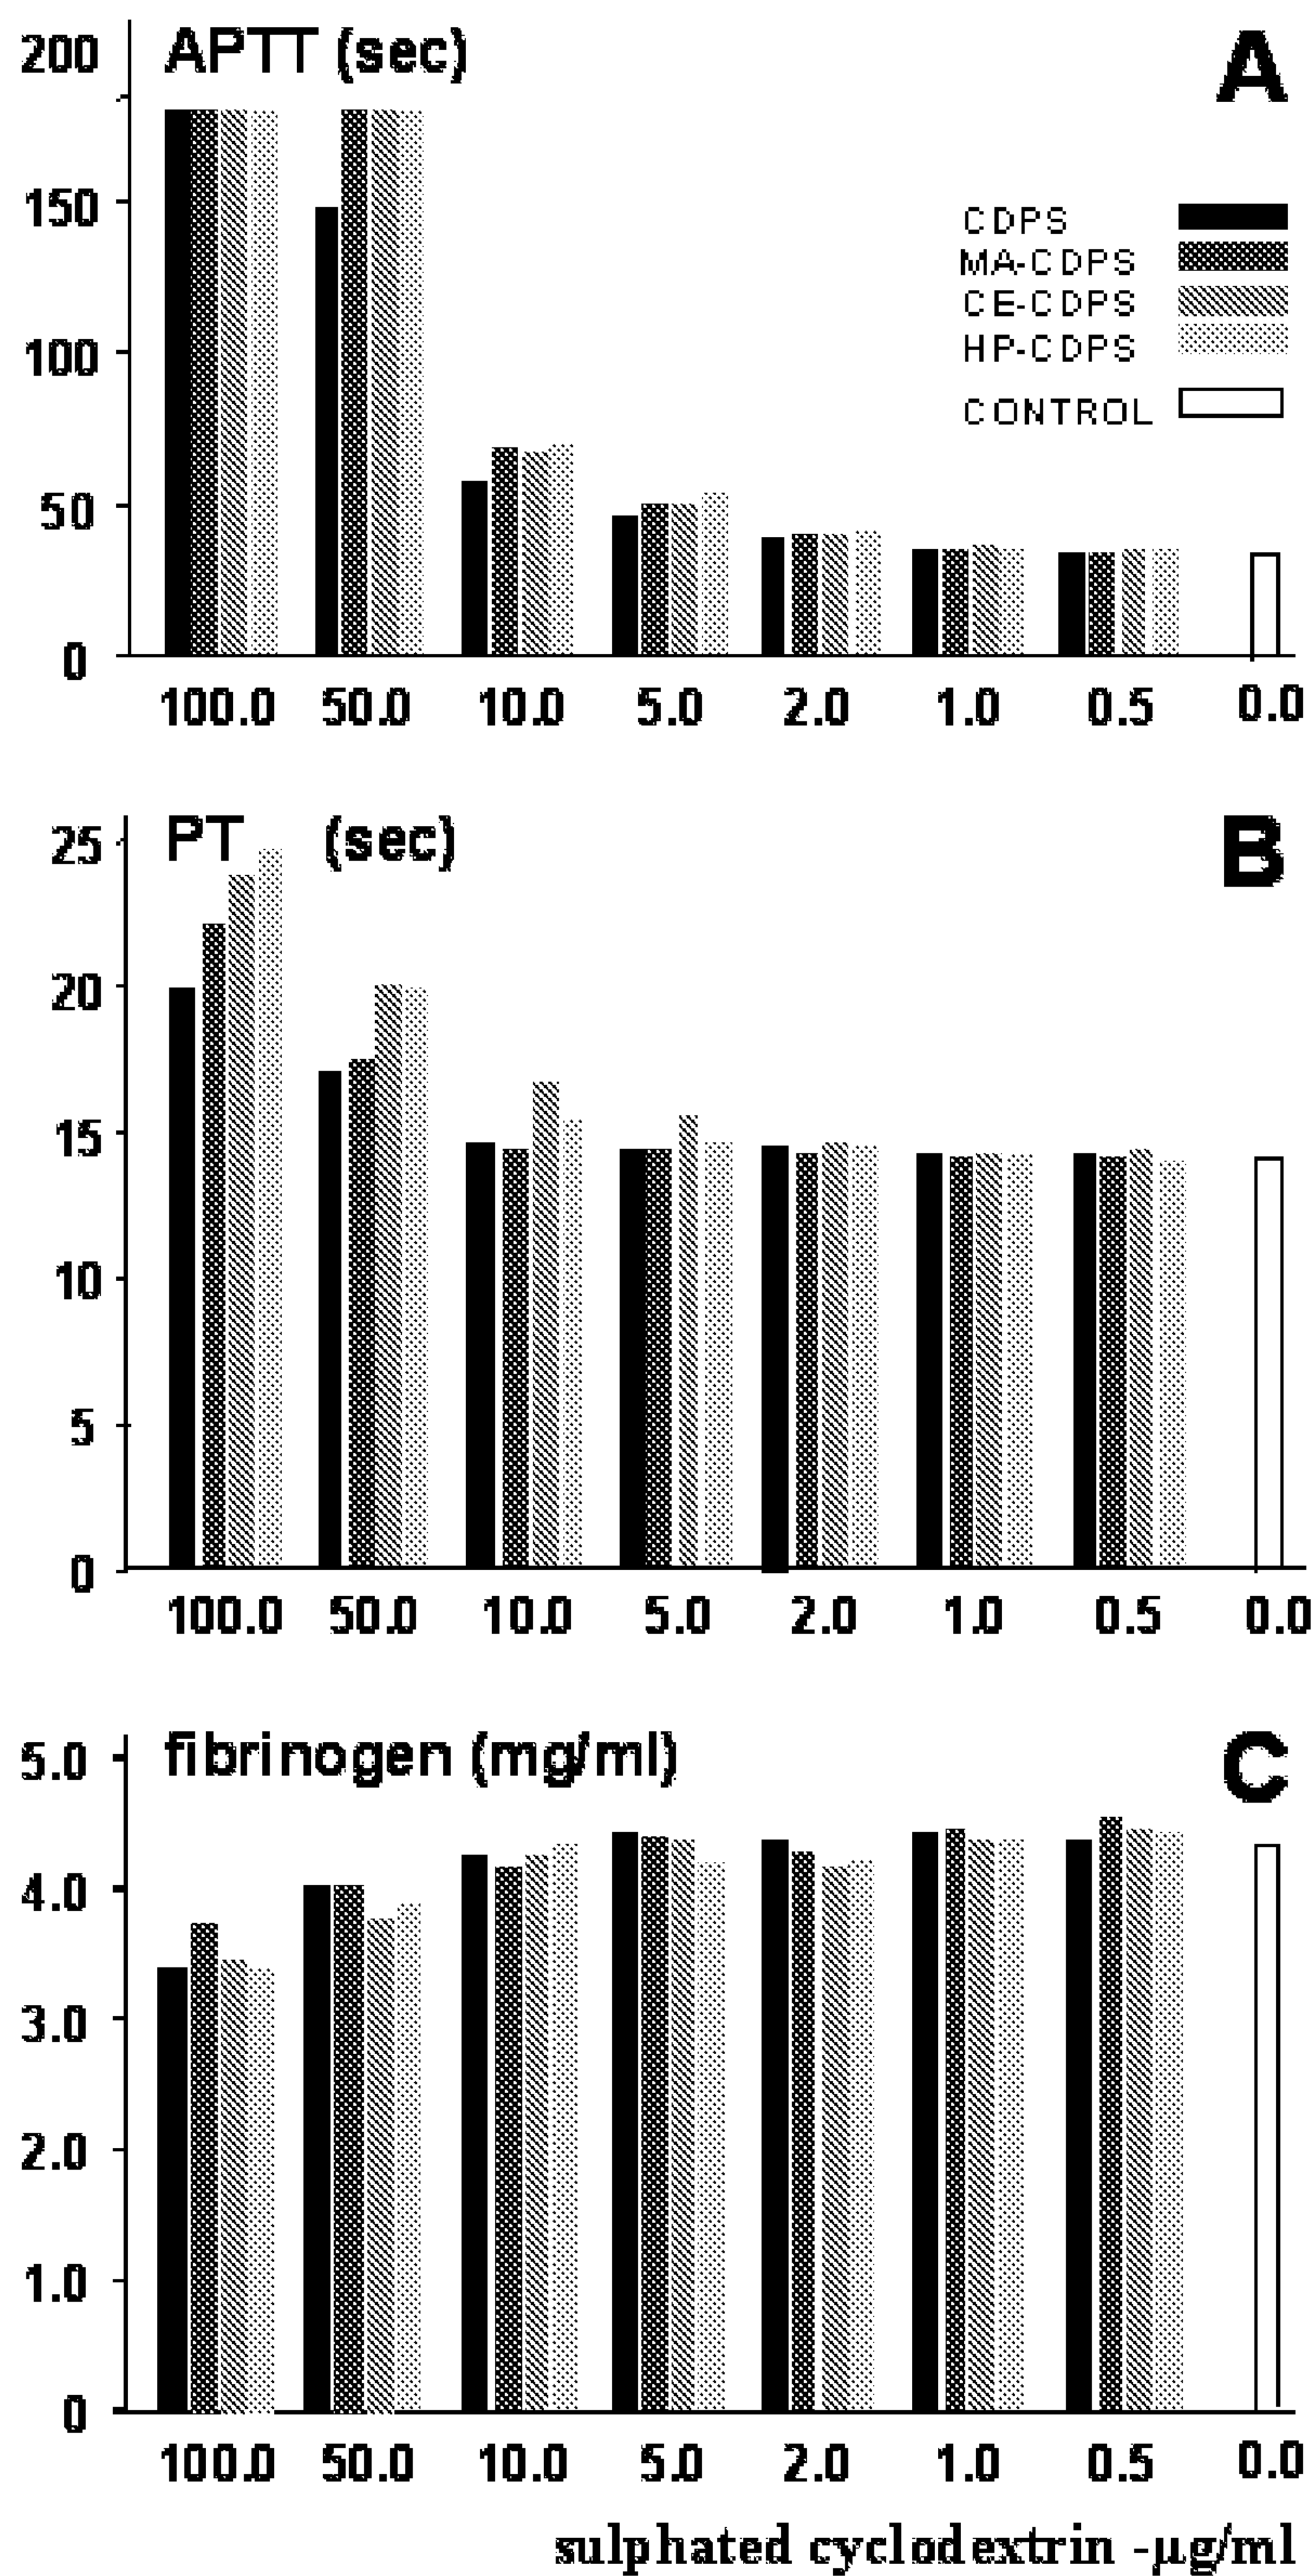 200 APTT (sec) A
150
CDPS
MA-CDPS
CE-CDPS
100
HP-CDPS
CONTROL
50
0
100.0 50.0 10.0 5.0 2.0 1.0 0.5 0.0
25 PT (sec) B
20
15
10
5
0
100.0 50.0 10.0 5.0 2.0 1.0 0.5 0.0
5.0 fibrinogen (mg/ml) C
4.0
3.0
2.0
1.0
0
100.0 50.0 10.0 5.0 2.0 1.0 0.5 0.0
sulphated cyclodextrin -µg/ml